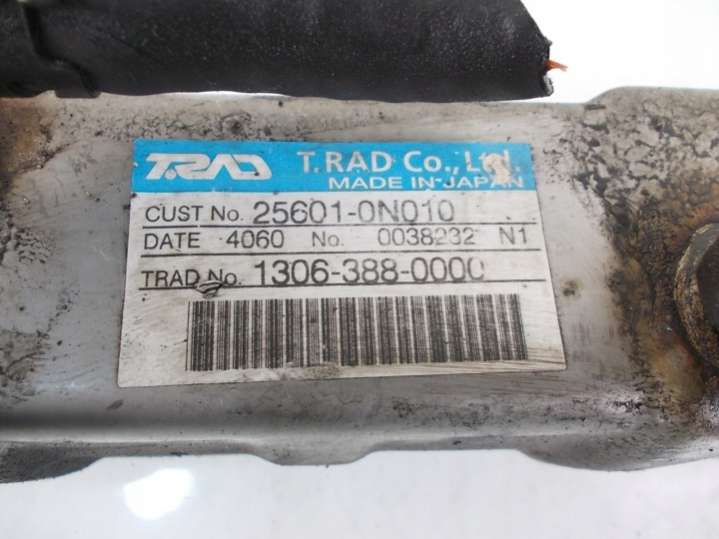 T.RAD T.RAD Co., Ltd.
MADE IN JAPAN
CUST No. 25601-0N010
DATE 4060 No. 0038232 N1
TRAD No. 1306-388-0000